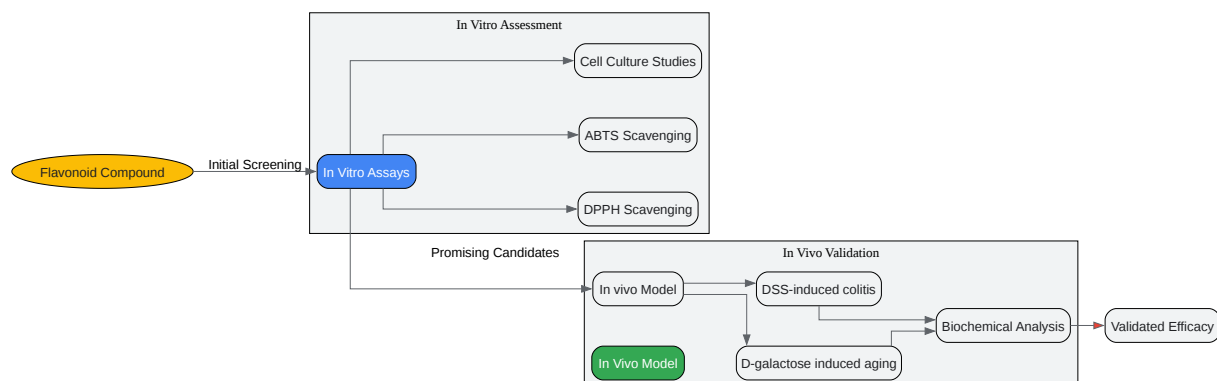 In Vitro Assessment
Cell Culture Studies
ABTS Scavenging
Flavonoid Compound
Initial Screening
In Vitro Assays
DPPH Scavenging
Promising Candidates
In Vivo Validation
In vivo Model
DSS-induced colitis
Biochemical Analysis
Validated Efficacy
In Vivo Model
D-galactose induced aging